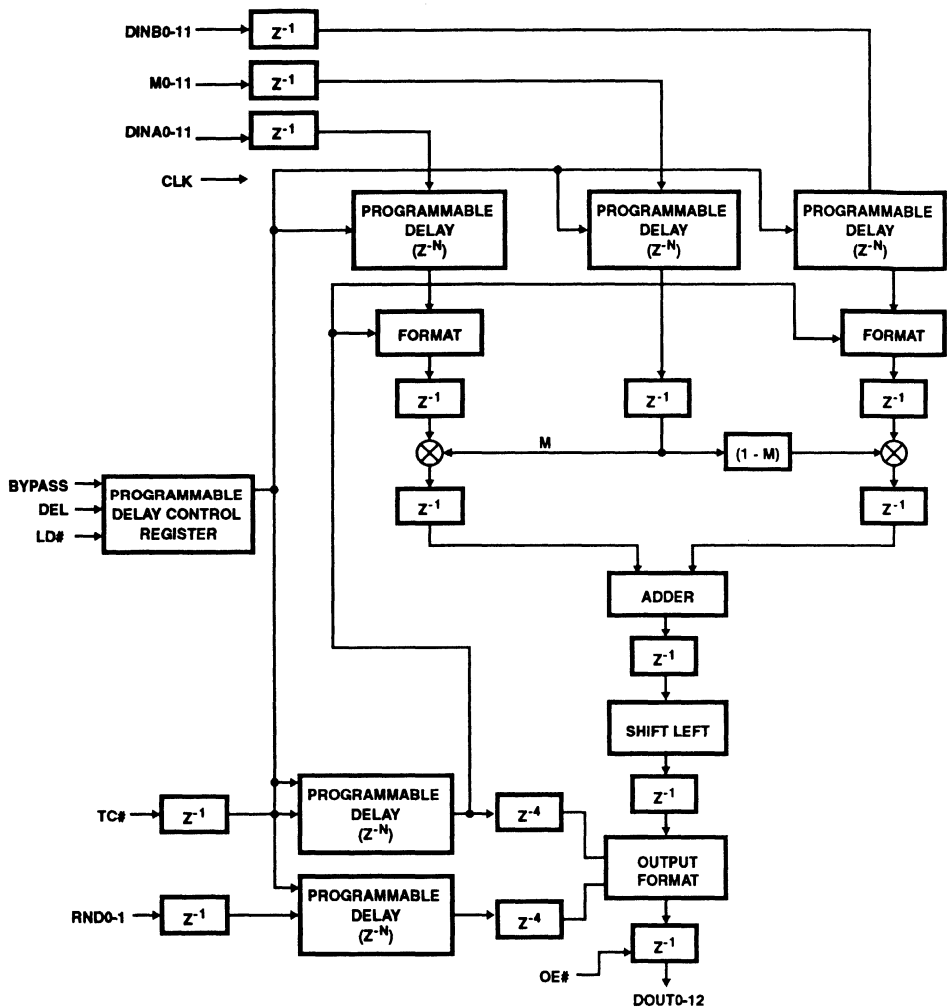 DINB0-11
Z⁻¹
M0-11
Z⁻¹
DINA0-11
Z⁻¹
CLK
PROGRAMMABLE
DELAY
(Z⁻ᴺ)
PROGRAMMABLE
DELAY
(Z⁻ᴺ)
PROGRAMMABLE
DELAY
(Z⁻ᴺ)
FORMAT
FORMAT
Z⁻¹
Z⁻¹
Z⁻¹
M
(1 - M)
BYPASS
DEL
LD#
PROGRAMMABLE
DELAY CONTROL
REGISTER
Z⁻¹
Z⁻¹
ADDER
Z⁻¹
SHIFT LEFT
Z⁻¹
TC#
Z⁻¹
PROGRAMMABLE
DELAY
(Z⁻ᴺ)
Z⁻⁴
OUTPUT
FORMAT
RND0-1
Z⁻¹
PROGRAMMABLE
DELAY
(Z⁻ᴺ)
Z⁻⁴
Z⁻¹
OE#
DOUT0-12